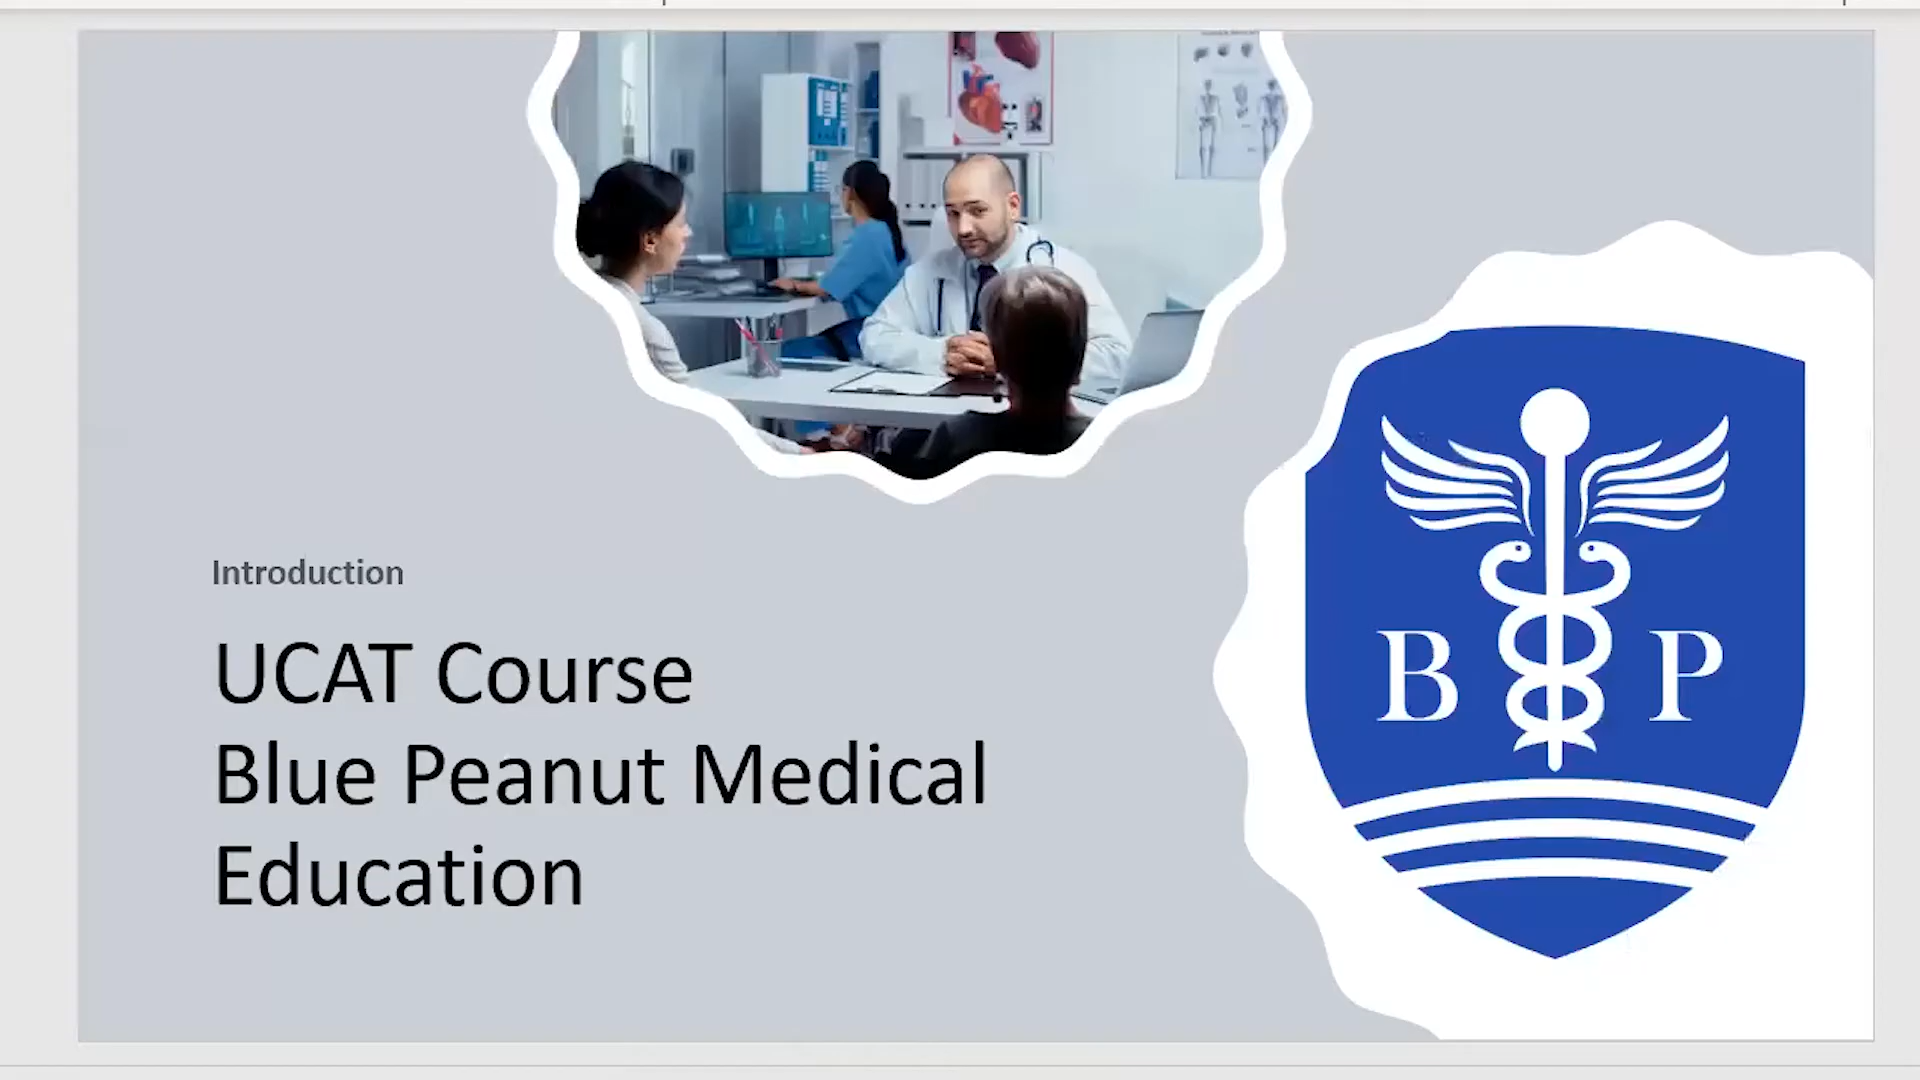 Introduction
UCAT Course
Blue Peanut Medical
Education
B P